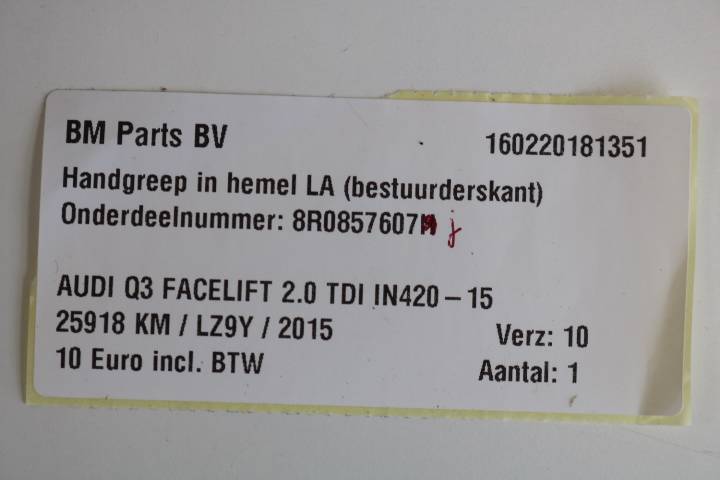 BM Parts BV 160220181351
Handgreep in hemel LA (bestuurderskant)
Onderdeelnummer: 8R0857607 j
AUDI Q3 FACELIFT 2.0 TDI IN420-15
25918 KM / LZ9Y / 2015 Verz: 10
10 Euro incl. BTW Aantal: 1